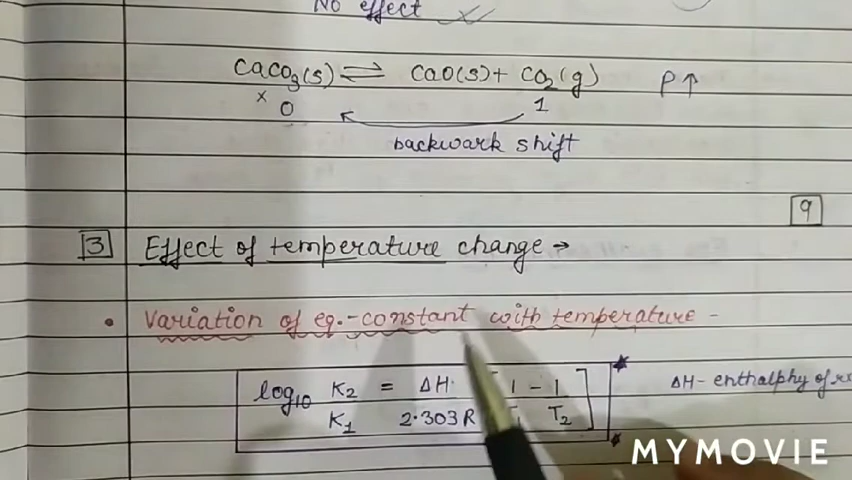 No effect
CaCO3(s) ⇌ CaO(s) + CO2(g) P↑
x 0 1
backwark shift
9
3 Effect of temperature change →
• Variation of eq.-constant with temperature -
log10 K2 = ΔH [1 - 1] ΔH- enthalphy of
K1 2.303R T2
MYMOVIE